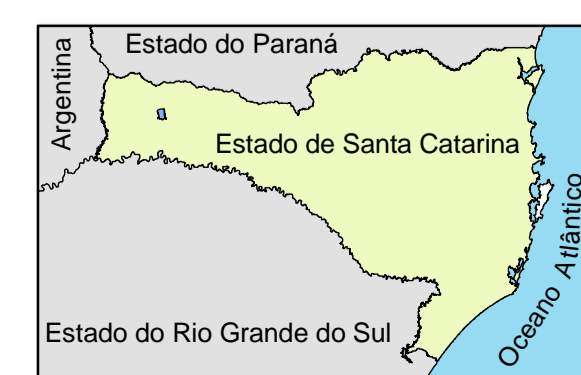 Estado do Paraná
Argentina
Estado de Santa Catarina
Oceano Atlântico
Estado do Rio Grande do Sul